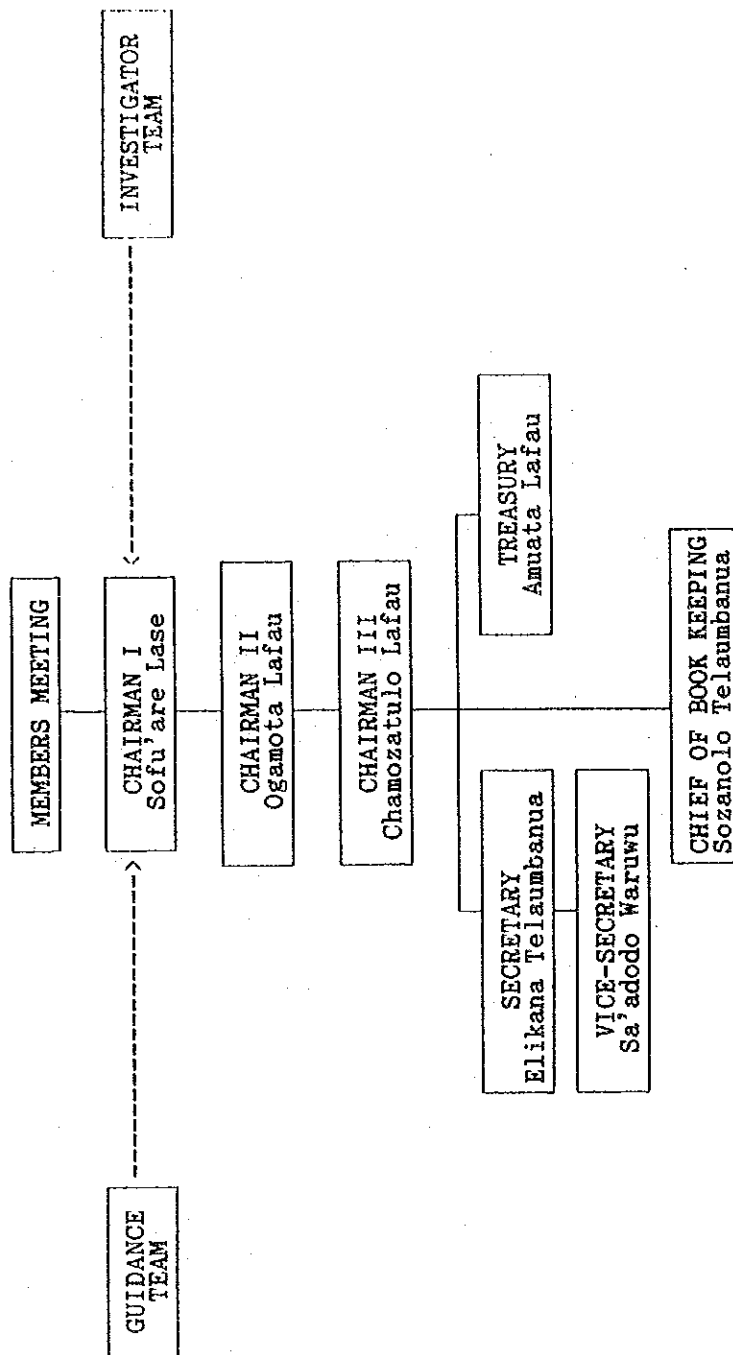 MEMBERS MEETING
GUIDANCE
TEAM
CHAIRMAN I
Sofu'are Lase
INVESTIGATOR
TEAM
CHAIRMAN II
Ogamota Lafau
CHAIRMAN III
Chamozatulo Lafau
SECRETARY
Elikana Telaumbanua
TREASURY
Amuata Lafau
VICE-SECRETARY
Sa'adodo Waruwu
CHIEF OF BOOK KEEPING
Sozanolo Telaumbanua